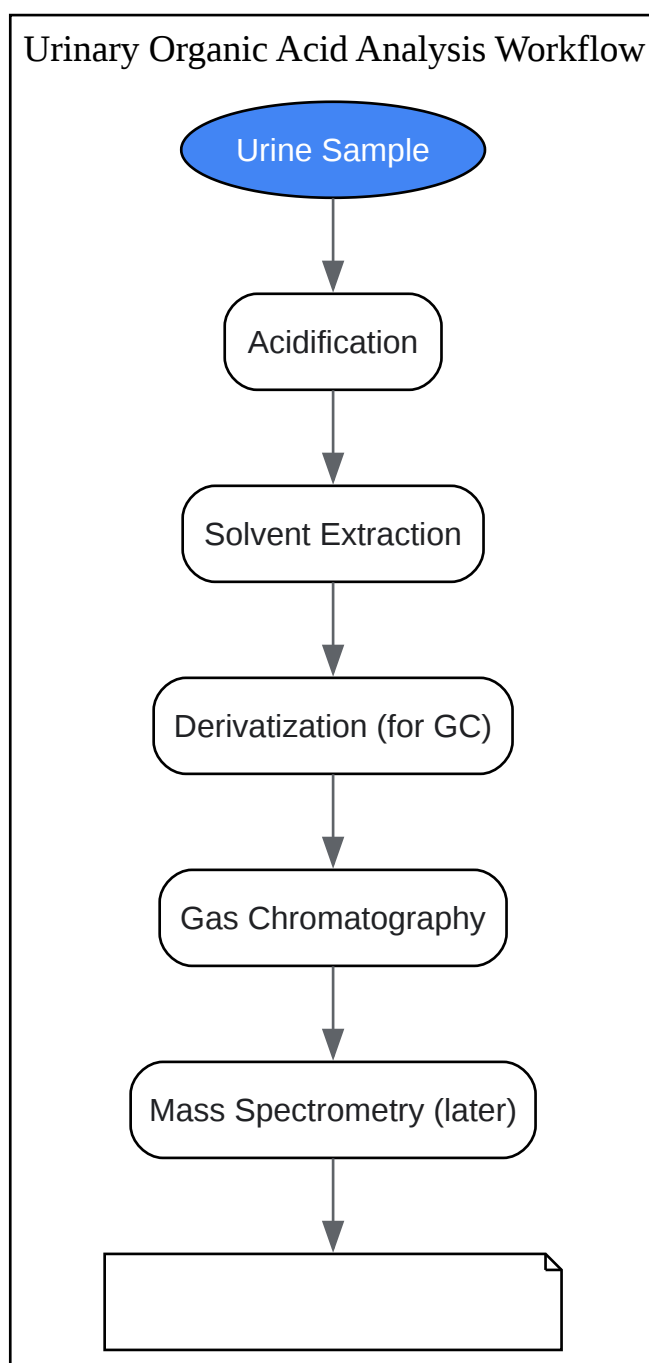 Urinary Organic Acid Analysis Workflow
Urine Sample
Acidification
Solvent Extraction
Derivatization (for GC)
Gas Chromatography
Mass Spectrometry (later)